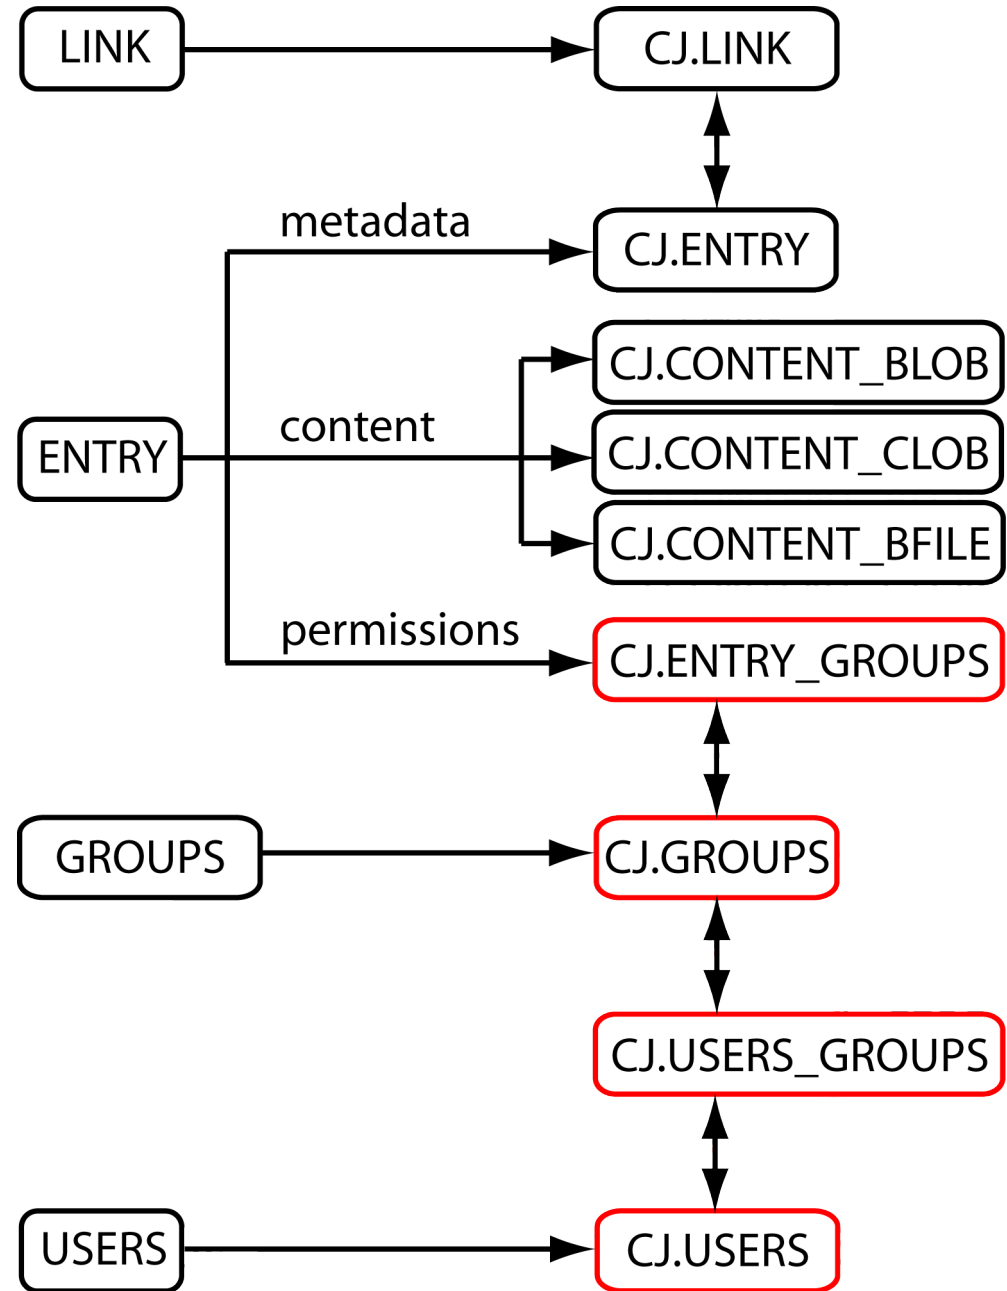 LINK
CJ.LINK
metadata
CJ.ENTRY
CJ.CONTENT_BLOB
content
ENTRY
CJ.CONTENT_CLOB
CJ.CONTENT_BFILE
permissions
CJ.ENTRY_GROUPS
GROUPS
CJ.GROUPS
CJ.USERS_GROUPS
USERS
CJ.USERS